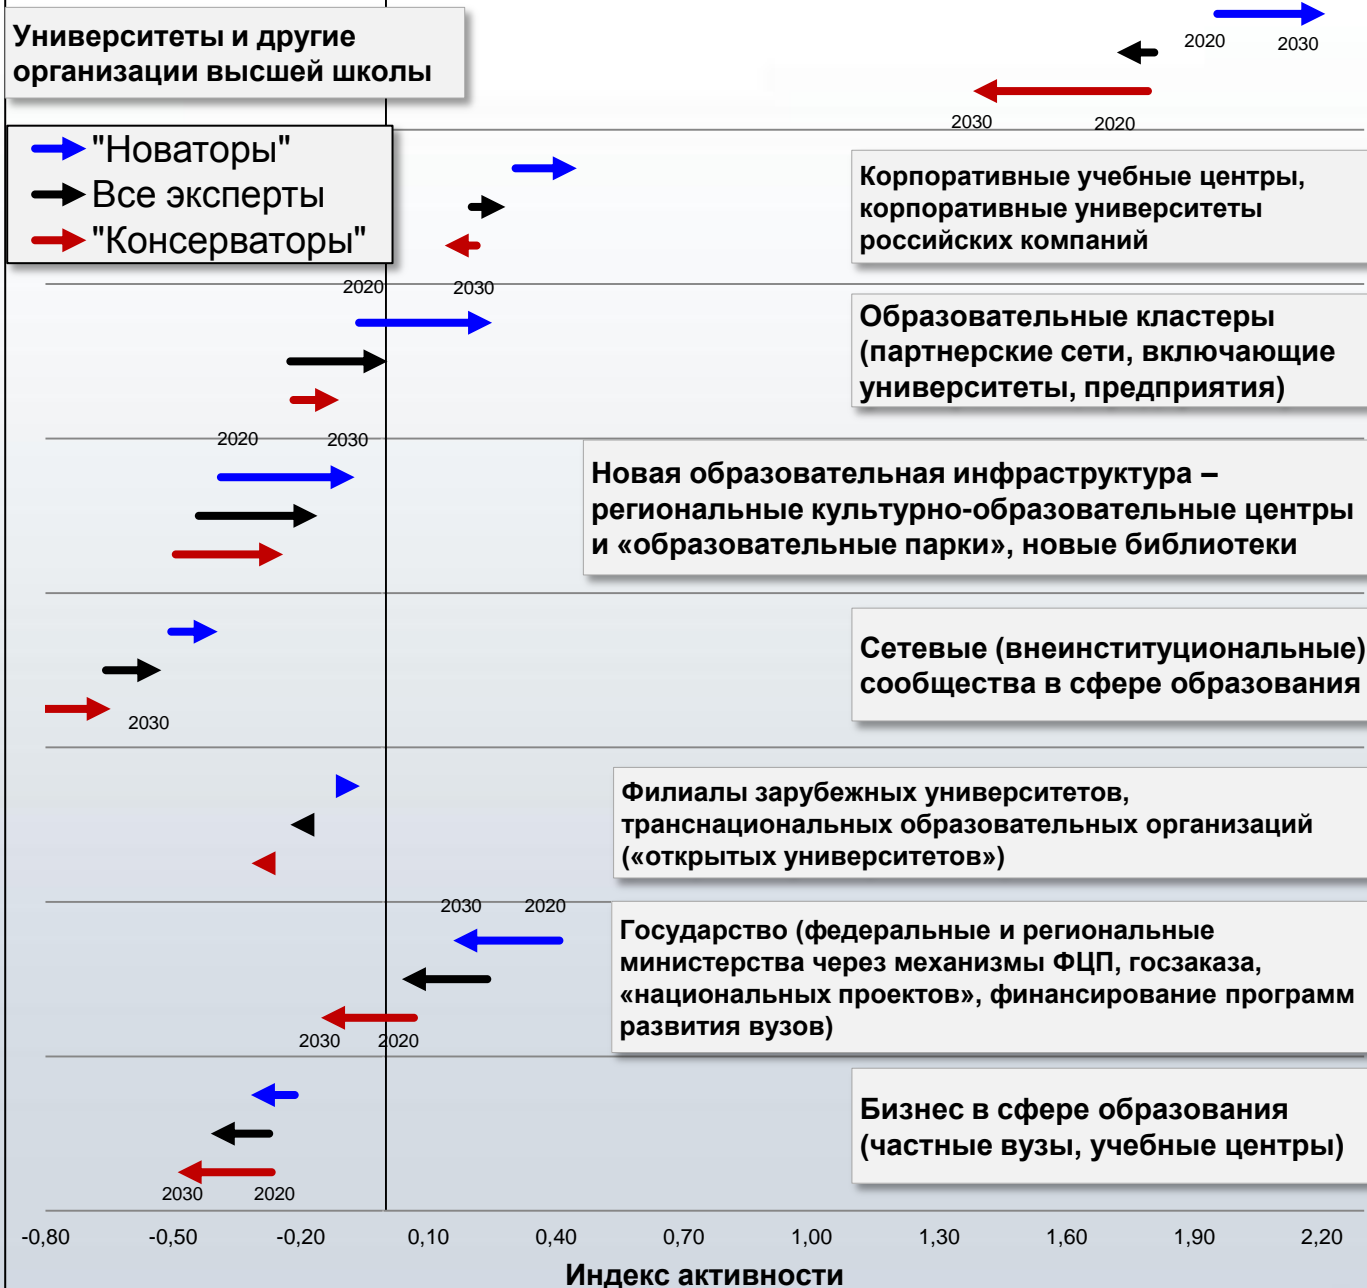 Университеты и другие
организации высшей школы
2020
2030
2030
2020
"Новаторы"
Все эксперты
"Консерваторы"
Корпоративные учебные центры,
корпоративные университеты
российских компаний
2020
2030
Образовательные кластеры
(партнерские сети, включающие
университеты, предприятия)
2020
2030
Новая образовательная инфраструктура –
региональные культурно-образовательные центры
и «образовательные парки», новые библиотеки
Сетевые (внеинституциональные)
сообщества в сфере образования
2030
Филиалы зарубежных университетов,
транснациональных образовательных организаций
(«открытых университетов»)
2030
2020
Государство (федеральные и региональные
министерства через механизмы ФЦП, госзаказа,
«национальных проектов», финансирование программ
развития вузов)
2030
2020
Бизнес в сфере образования
(частные вузы, учебные центры)
2030
2020
-0,80 -0,50 -0,20 0,10 0,40 0,70 1,00 1,30 1,60 1,90 2,20
Индекс активности